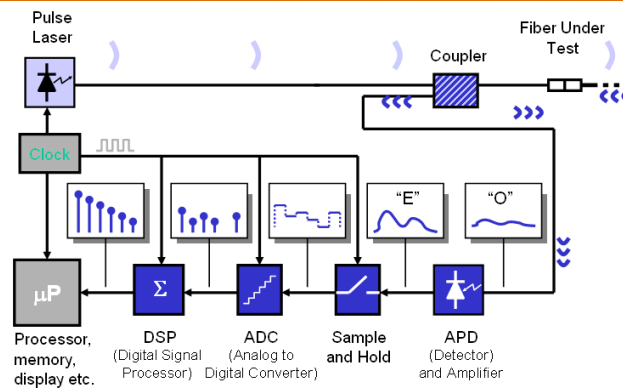 Pulse
Laser
Coupler
Fiber Under
Test
Clock
“E”
“O”
μP
Σ
Processor,
memory,
display etc.
DSP
(Digital Signal
Processor)
ADC
(Analog to
Digital Converter)
Sample
and Hold
APD
(Detector)
and Amplifier